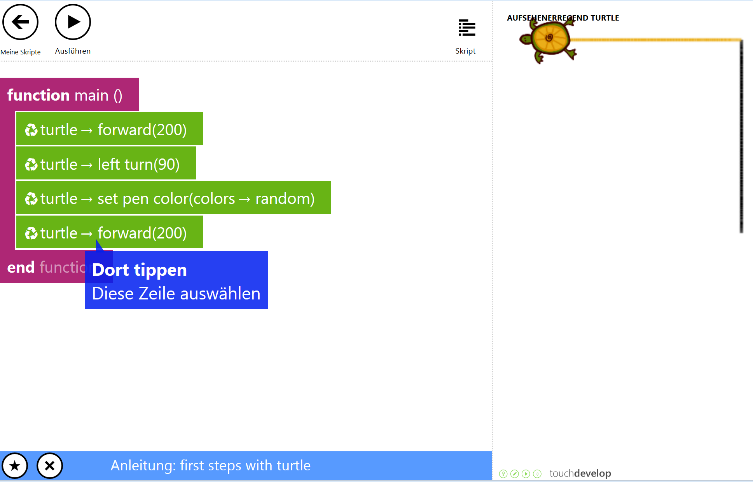 Meine Skripte
Ausführen
Skript
function main ()
turtle → forward(200)
turtle → left turn(90)
turtle → set pen color(colors → random)
turtle → forward(200)
end functio
Dort tippen
Diese Zeile auswählen
Anleitung: first steps with turtle
AUFSEHENERREGEND TURTLE
touchdevelop